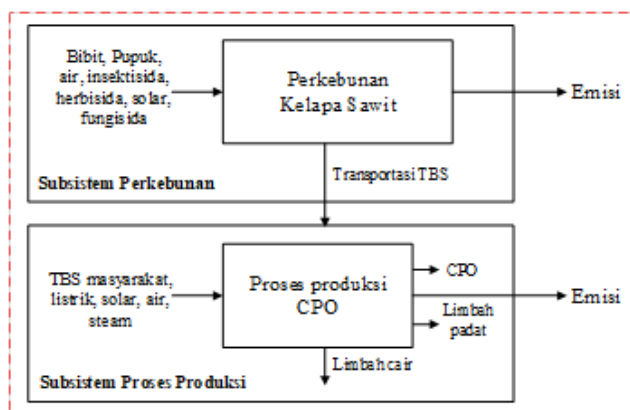 Bibit, Pupuk,
air, insektisida,
herbisida, solar,
fungisida
Perkebunan
Kelapa Sawit
Emisi
Transportasi TBS
Subsistem Perkebunan
TBS masyarakat,
listrik, solar, air,
steam
Proses produksi
CPO
CPO
Emisi
Limbah
padat
Limbah cair
Subsistem Proses Produksi